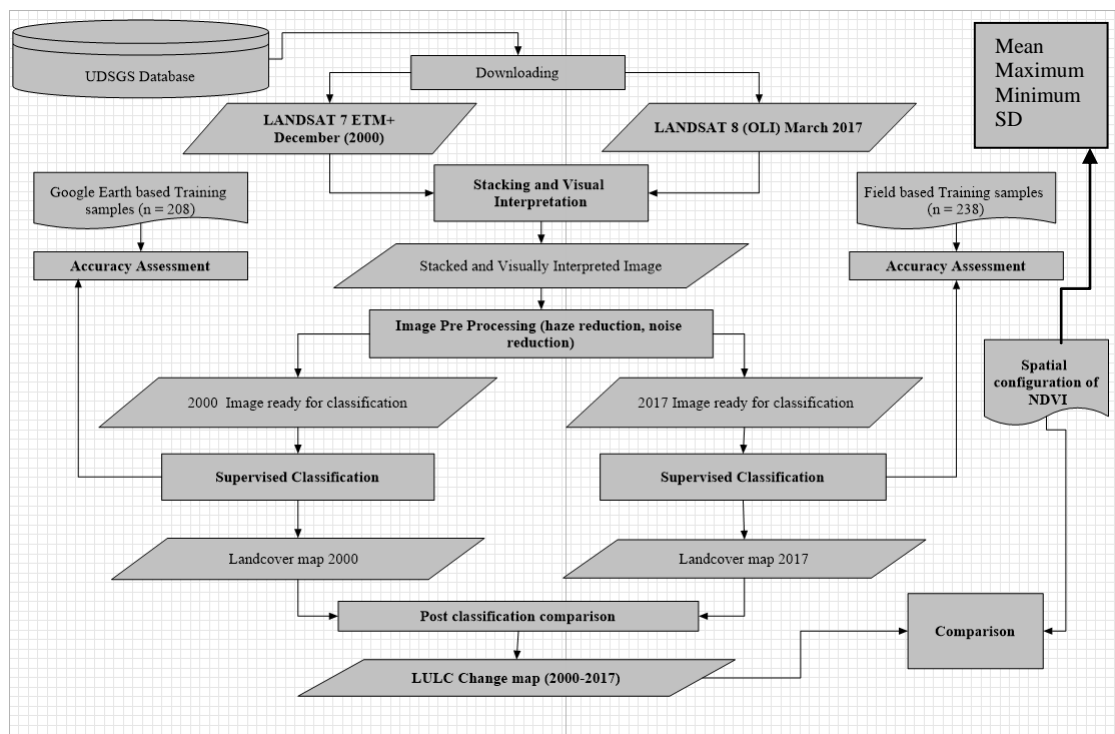 UDSGS Database
Downloading
Mean
Maximum
Minimum
SD
LANDSAT 7 ETM+
December (2000)
LANDSAT 8 (OLI) March 2017
Stacking and Visual
Interpretation
Google Earth based Training
samples (n = 208)
Field based Training samples
(n = 238)
Accuracy Assessment
Stacked and Visually Interpreted Image
Accuracy Assessment
Image Pre Processing (haze reduction, noise
reduction)
Spatial
configuration of
NDVI
2000 Image ready for classification
2017 Image ready for classification
Supervised Classification
Supervised Classification
Landcover map 2000
Landcover map 2017
Post classification comparison
Comparison
LULC Change map (2000-2017)